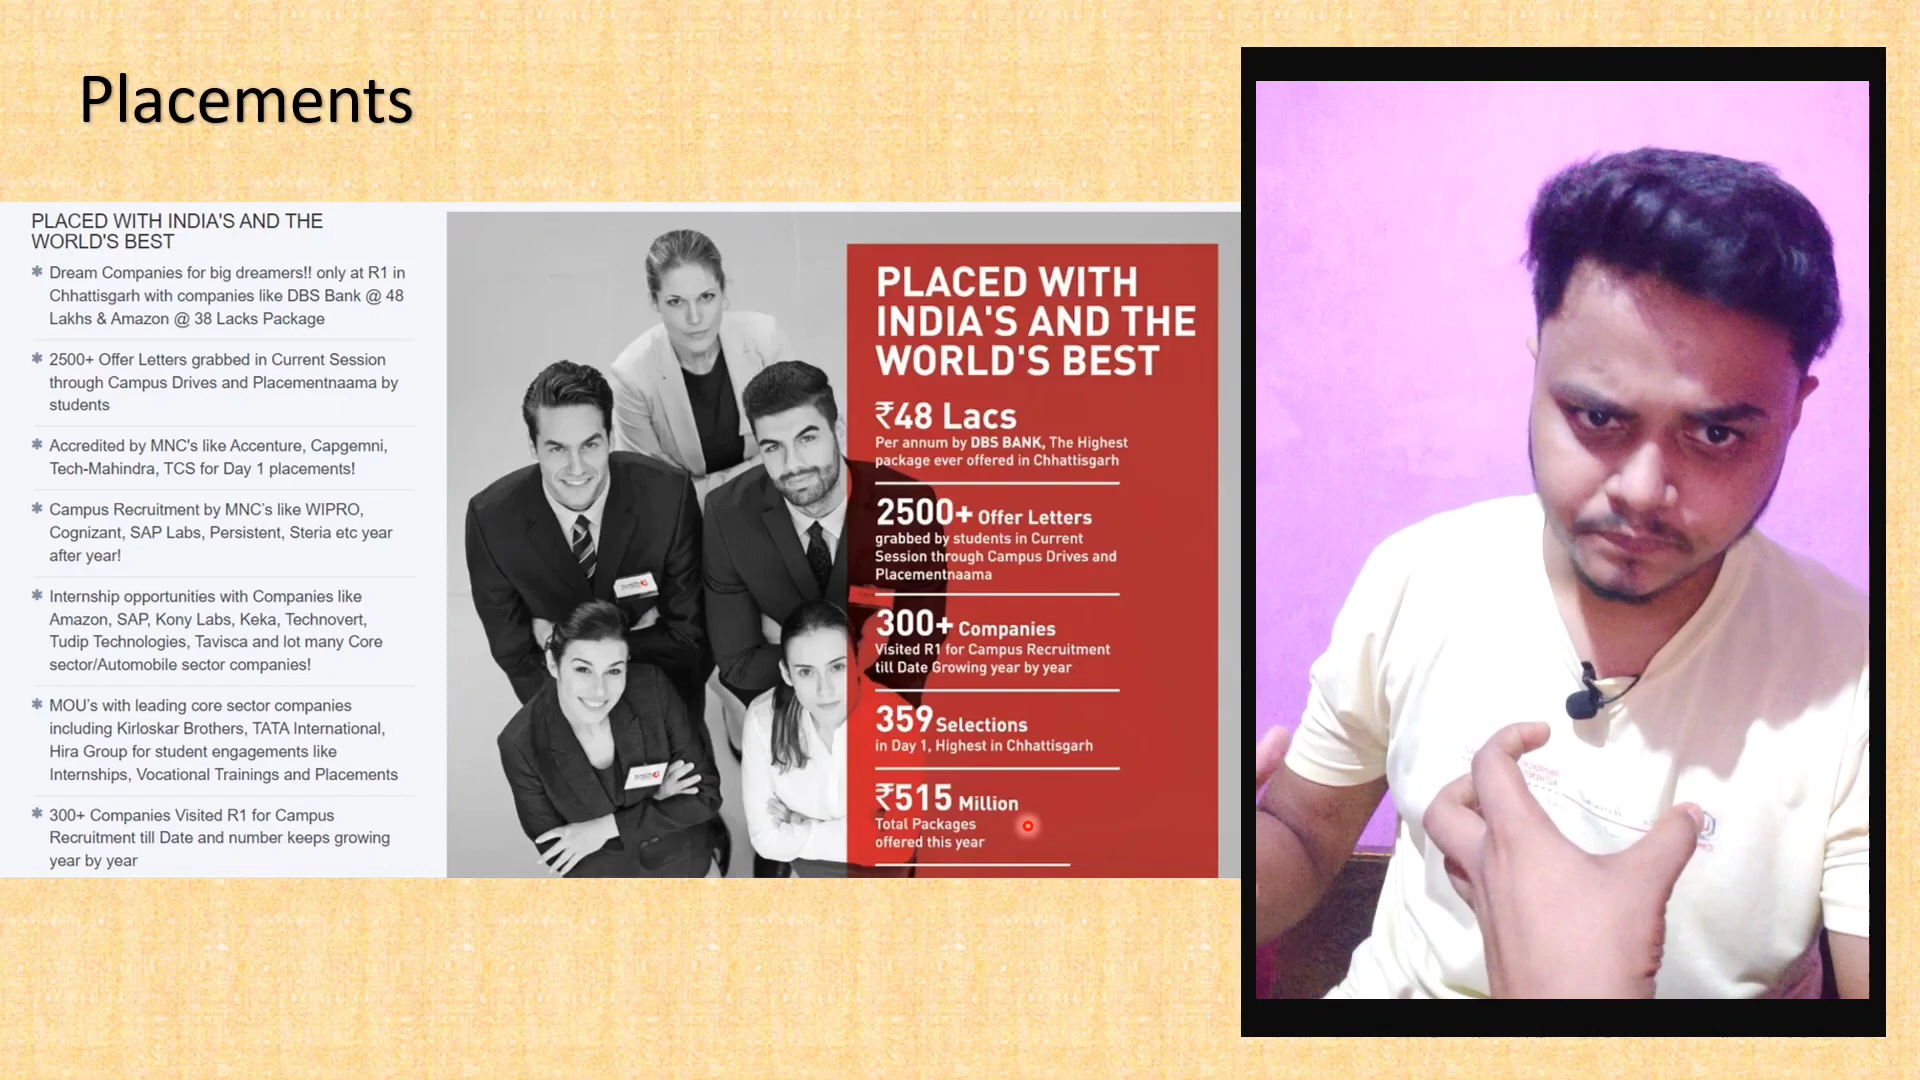 Placements
PLACED WITH INDIA'S AND THE
WORLD'S BEST
Dream Companies for big dreamers!! only at R1 in
Chhattisgarh with companies like DBS Bank @ 48
Lakhs & Amazon @ 38 Lacks Package
2500+ Offer Letters grabbed in Current Session
through Campus Drives and Placementnaama by
students
Accredited by MNC's like Accenture, Capgemni,
Tech-Mahindra, TCS for Day 1 placements!
Campus Recruitment by MNC's like WIPRO,
Cognizant, SAP Labs, Persistent, Steria etc year
after year!
Internship opportunities with Companies like
Amazon, SAP, Kony Labs, Keka, Technovert,
Tudip Technologies, Tavisca and lot many Core
sector/Automobile sector companies!
MOU's with leading core sector companies
including Kirloskar Brothers, TATA International,
Hira Group for student engagements like
Internships, Vocational Trainings and Placements
300+ Companies Visited R1 for Campus
Recruitment till Date and number keeps growing
year by year
PLACED WITH
INDIA'S AND THE
WORLD'S BEST
₹48 Lacs
Per annum by DBS BANK, The Highest
package ever offered in Chhattisgarh
2500+ Offer Letters
grabbed by students in Current
Session through Campus Drives and
Placementnaama
300+ Companies
Visited R1 for Campus Recruitment
till Date Growing year by year
359 Selections
in Day 1, Highest in Chhattisgarh
₹515 Million
Total Packages
offered this year